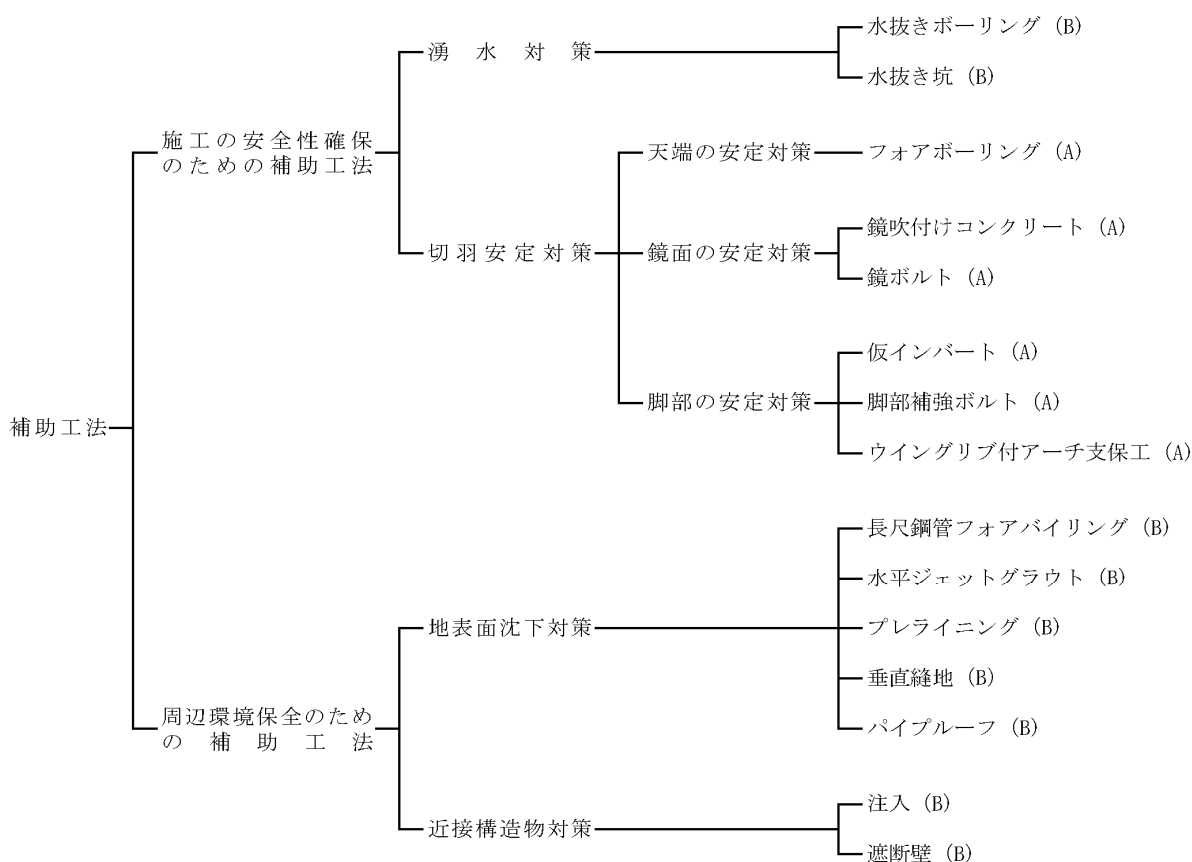 補助工法
施工の安全性確保
のための補助工法
湧水対策
水抜きボーリング (B)
水抜き坑 (B)
切羽安定対策
天端の安定対策
フォアボーリング (A)
鏡面の安定対策
鏡吹付けコンクリート (A)
鏡ボルト (A)
脚部の安定対策
仮インバート (A)
脚部補強ボルト (A)
ウイングリブ付アーチ支保工 (A)
周辺環境保全のため
の補助工法
地表面沈下対策
長尺鋼管フォアパイリング (B)
水平ジェットグラウト (B)
プレライニング (B)
垂直縫地 (B)
パイプルーフ (B)
近接構造物対策
注入 (B)
遮断壁 (B)